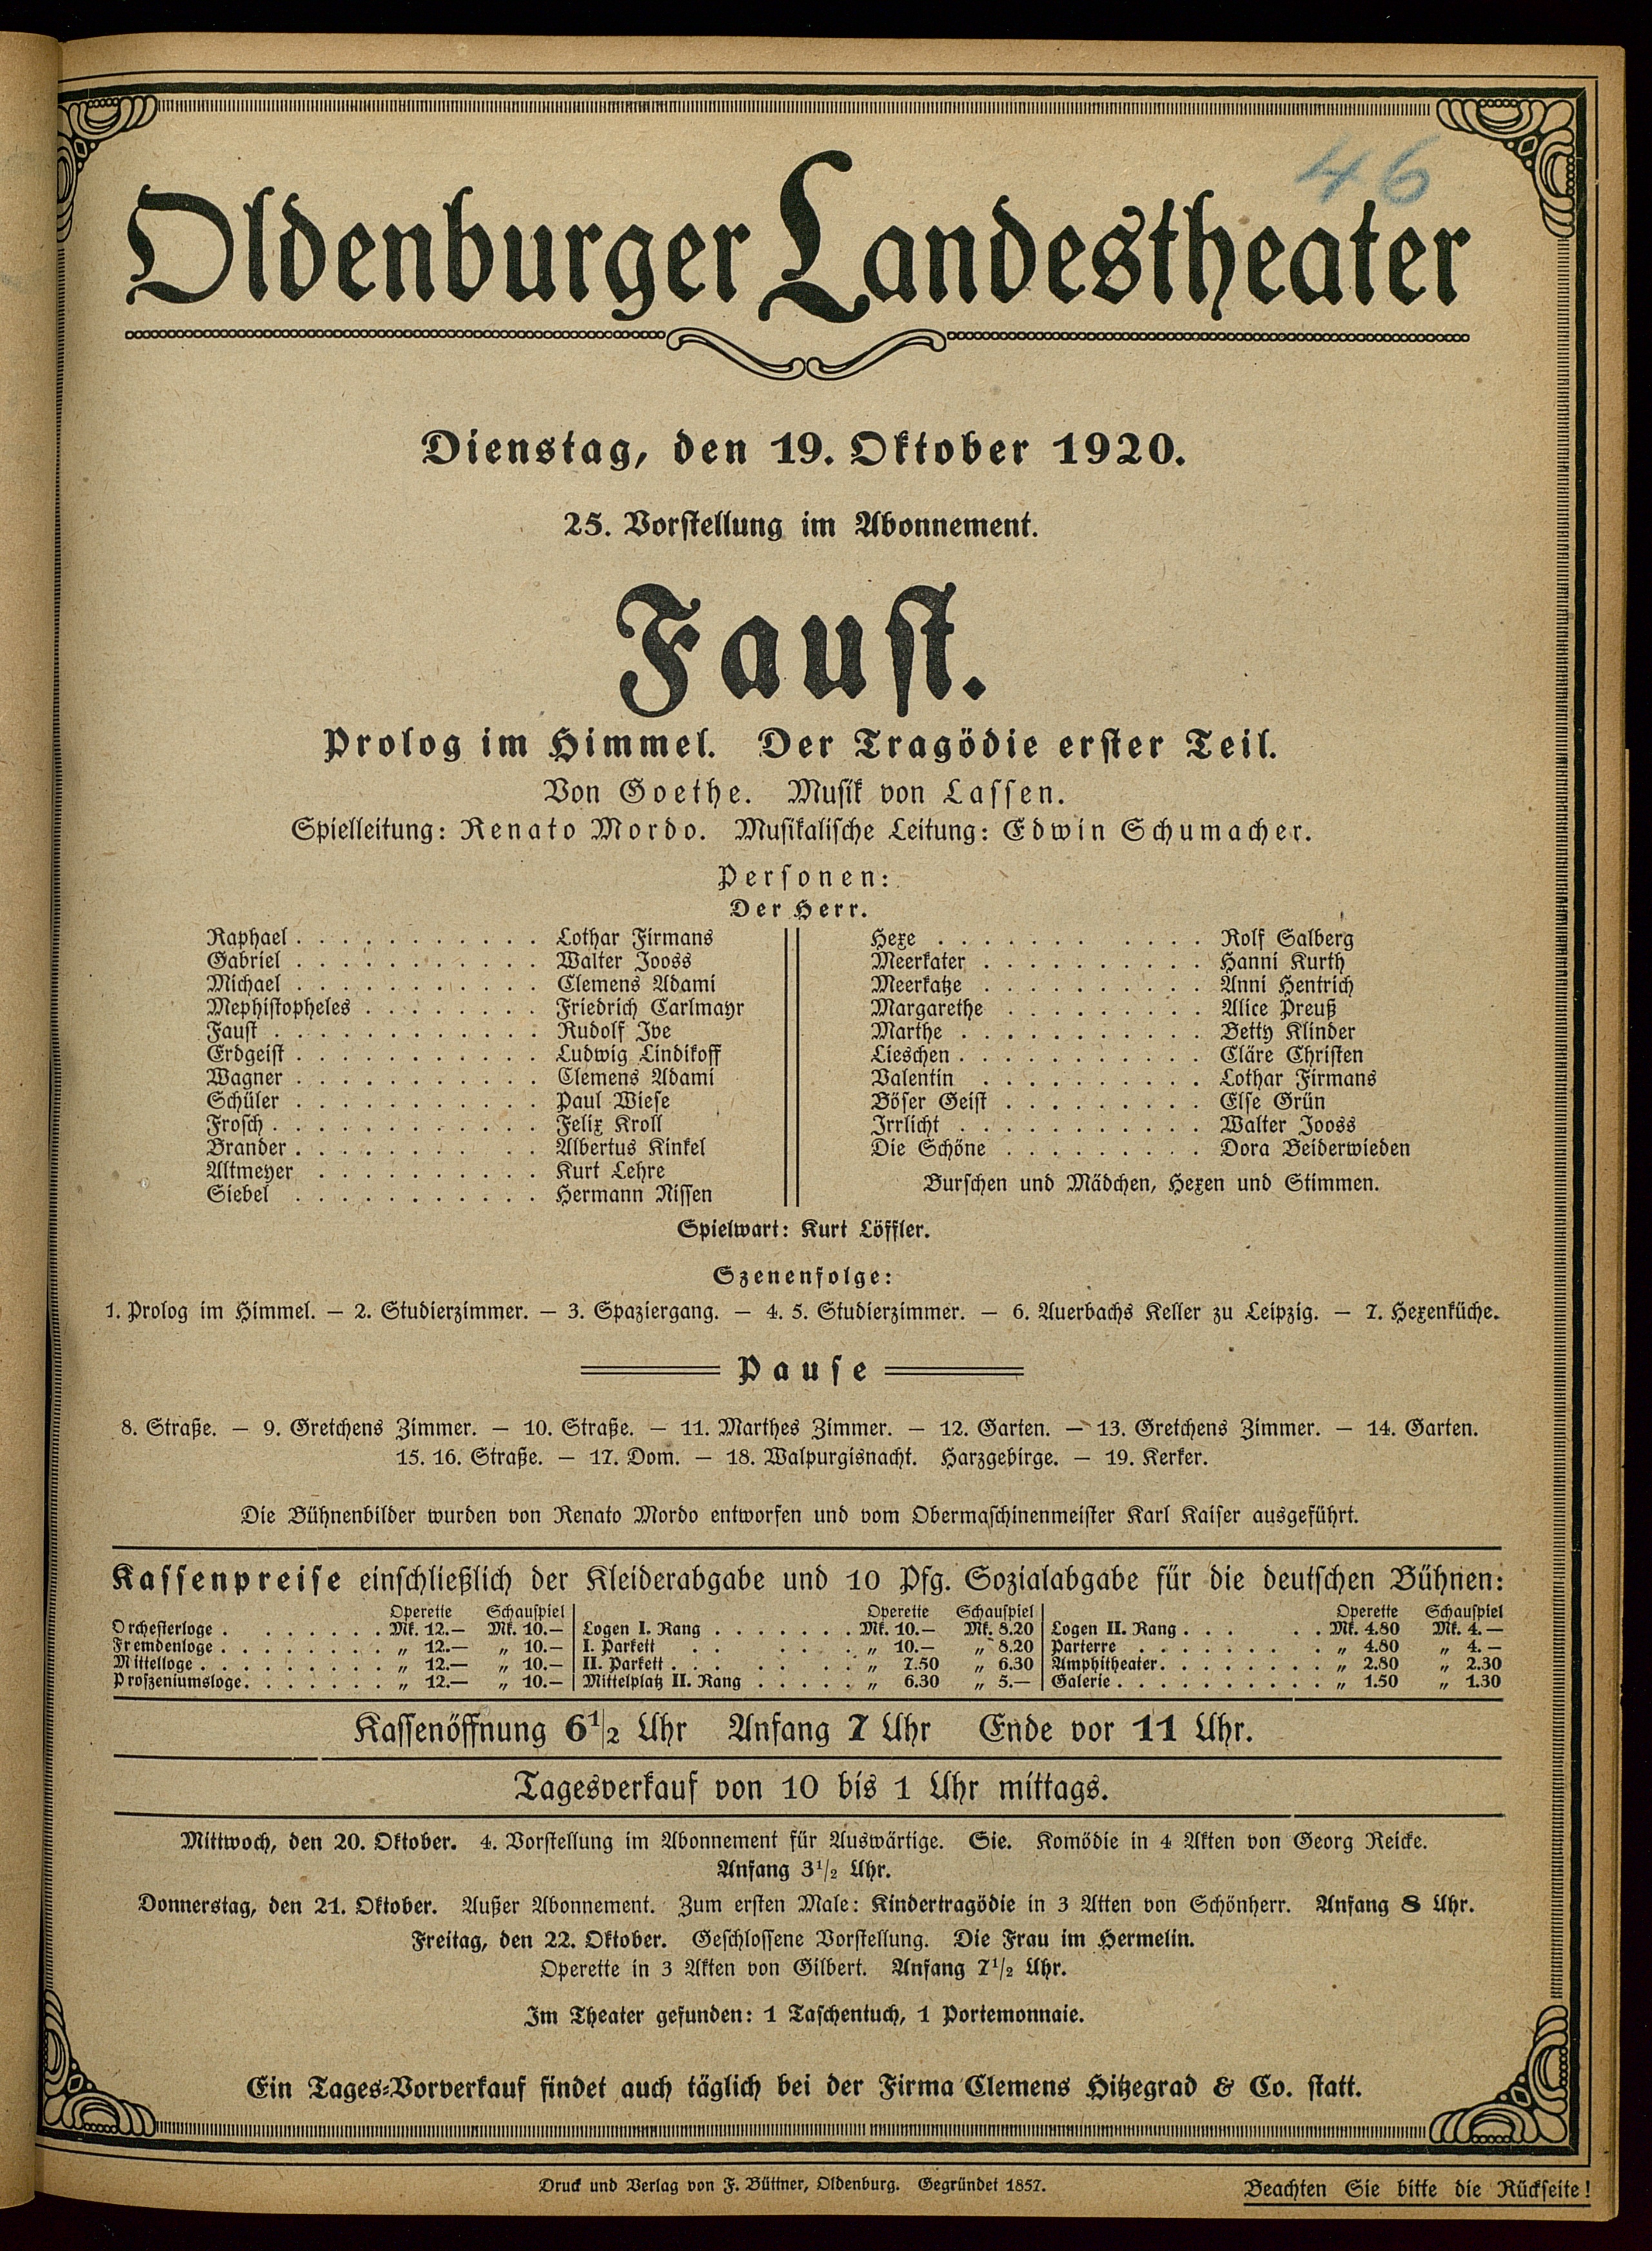 46
Oldenburger Landestheater
Dienstag, den 19. Oktober 1920.
25. Vorstellung im Abonnement.
Faust.
Prolog im Himmel. Der Tragödie erster Teil.
Von Goethe. Musik von Lassen.
Spielleitung: Renato Mordo. Musikalische Leitung: Edwin Schumacher.
Personen:
Der Herr.
Raphael . . . . . . . . . . . Lothar Firmans
Gabriel . . . . . . . . . . . Walter Jooss
Michael . . . . . . . . . . . Clemens Adami
Mephistopheles . . . . . . . . Friedrich Carlmayr
Faust . . . . . . . . . . . . Rudolf Ive
Erdgeist . . . . . . . . . . . Ludwig Lindikoff
Wagner . . . . . . . . . . . Clemens Adami
Schüler . . . . . . . . . . . Paul Wiese
Frosch . . . . . . . . . . . . Felix Kroll
Brander . . . . . . . . . . . Albertus Kinkel
Altmeyer . . . . . . . . . . Kurt Lehre
Siebel . . . . . . . . . . . Hermann Nissen
Hexe . . . . . . . . . . . Rolf Salberg
Meerkater . . . . . . . . . . Hanni Kurth
Meerkatze . . . . . . . . . . Anni Hentrich
Margarethe . . . . . . . . . Alice Preuß
Marthe . . . . . . . . . . . Betty Klinder
Lieschen . . . . . . . . . . . Cläre Christen
Valentin . . . . . . . . . . Lothar Firmans
Böser Geist . . . . . . . . . Else Grün
Irrlicht . . . . . . . . . . . Walter Jooss
Die Schöne . . . . . . . . . Dora Beiderwieden
Burschen und Mädchen, Hexen und Stimmen.
Spielwart: Kurt Löffler.
Szenenfolge:
1. Prolog im Himmel. — 2. Studierzimmer. — 3. Spaziergang. — 4. 5. Studierzimmer. — 6. Auerbachs Keller zu Leipzig. — 7. Hexenküche.
Pause
8. Straße. — 9. Gretchens Zimmer. — 10. Straße. — 11. Marthes Zimmer. — 12. Garten. — 13. Gretchens Zimmer. — 14. Garten.
15. 16. Straße. — 17. Dom. — 18. Walpurgisnacht. Harzgebirge. — 19. Kerker.
Die Bühnenbilder wurden von Renato Mordo entworfen und vom Obermaschinenmeister Karl Kaiser ausgeführt.
Kassenpreise einschließlich der Kleiderabgabe und 10 Pfg. Sozialabgabe für die deutschen Bühnen:
Operette Schauspiel
Orchesterloge . . . . . . . Mk. 12.— Mk. 10.—
Fremdenloge . . . . . . . . „ 12.— „ 10.—
Mittelloge . . . . . . . . . „ 12.— „ 10.—
Proszeniumsloge . . . . . . . „ 12.— „ 10.—
Operette Schauspiel
Logen I. Rang . . . . . . . Mk. 10.— Mk. 8.20
I. Parkett . . . . . . . „ 10.— „ 8.20
II. Parkett . . . . . . . . „ 7.50 „ 6.30
Mittelplatz II. Rang . . . . . „ 6.30 „ 5.—
Operette Schauspiel
Logen II. Rang . . . . . . Mk. 4.80 Mk. 4.—
Parterre . . . . . . . . . „ 4.80 „ 4.—
Amphitheater . . . . . . . . „ 2.80 „ 2.30
Galerie . . . . . . . . . . „ 1.50 „ 1.30
Kassenöffnung 6½ Uhr Anfang 7 Uhr Ende vor 11 Uhr.
Tagesverkauf von 10 bis 1 Uhr mittags.
Mittwoch, den 20. Oktober. 4. Vorstellung im Abonnement für Auswärtige. Sie. Komödie in 4 Akten von Georg Reicke.
Anfang 3½ Uhr.
Donnerstag, den 21. Oktober. Außer Abonnement. Zum ersten Male: Kindertragödie in 3 Atten von Schönherr. Anfang 8 Uhr.
Freitag, den 22. Oktober. Geschlossene Vorstellung. Die Frau im Hermelin.
Operette in 3 Akten von Gilbert. Anfang 7½ Uhr.
Im Theater gefunden: 1 Taschentuch, 1 Portemonnaie.
Ein Tages-Vorverkauf findet auch täglich bei der Firma Clemens Hitzegrad & Co. statt.
Druck und Verlag von F. Büttner, Oldenburg. Gegründet 1857.
Beachten Sie bitte die Rückseite!